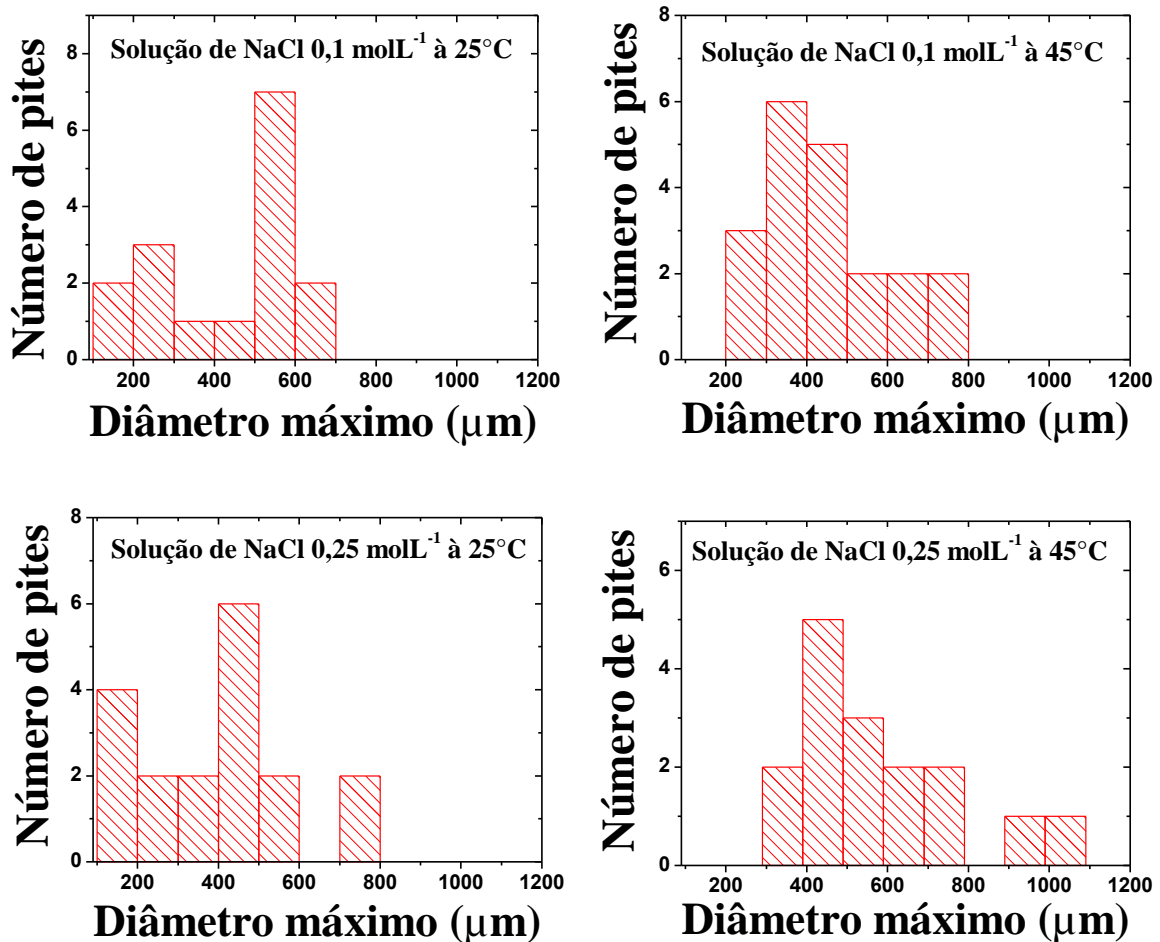 Solução de NaCl 0,1 molL⁻¹ à 25°C
Número de pites
8
6
4
2
0
200 400 600 800 1000 1200
Diâmetro máximo (µm)
Solução de NaCl 0,1 molL⁻¹ à 45°C
Número de pites
8
6
4
2
0
200 400 600 800 1000 1200
Diâmetro máximo (µm)
Solução de NaCl 0,25 molL⁻¹ à 25°C
Número de pites
8
6
4
2
0
200 400 600 800 1000 1200
Diâmetro máximo (µm)
Solução de NaCl 0,25 molL⁻¹ à 45°C
Número de pites
6
4
2
0
200 400 600 800 1000 1200
Diâmetro máximo (µm)